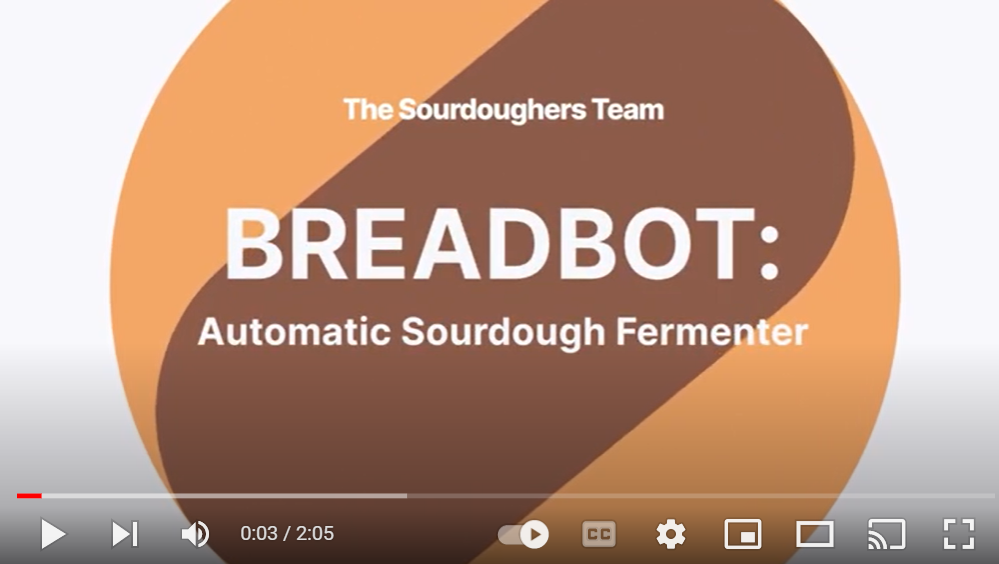 The Sourdoughers Team
BREADBOT:
Automatic Sourdough Fermenter
0:03 / 2:05
CC